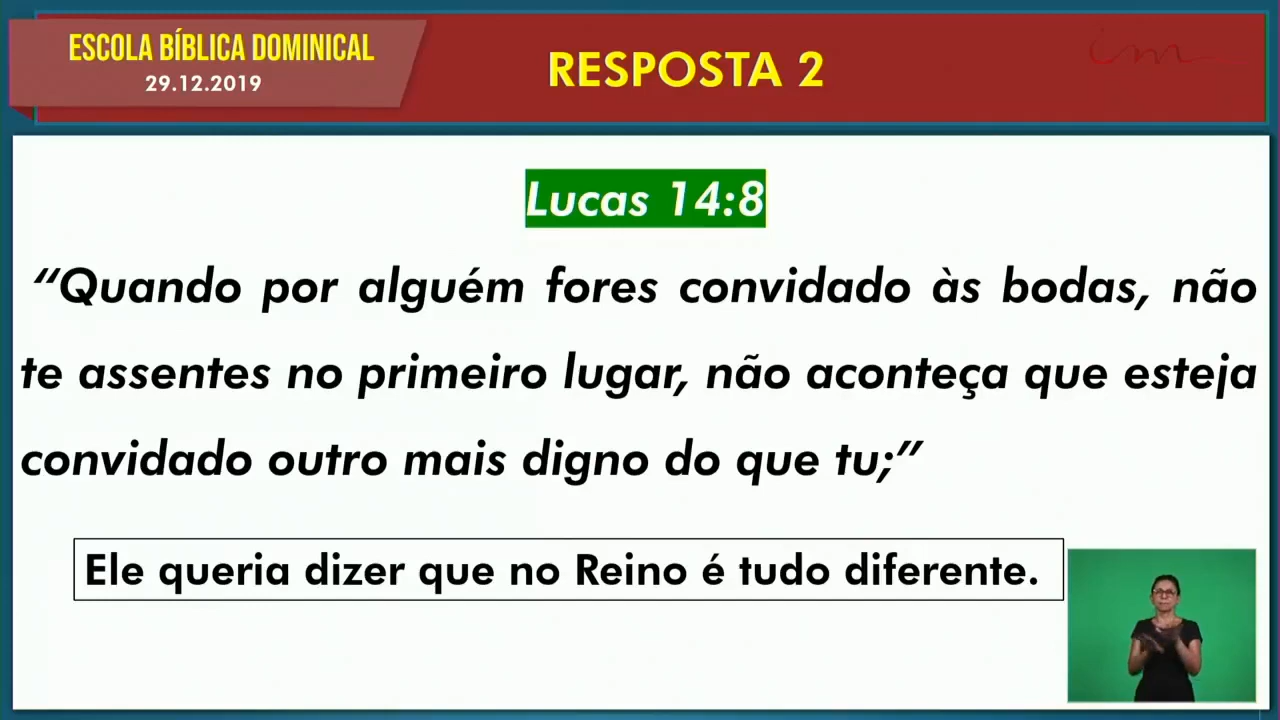 ESCOLA BÍBLICA DOMINICAL
29.12.2019
RESPOSTA 2
im
Lucas 14:8
“Quando por alguém fores convidado às bodas, não
te assentes no primeiro lugar, não aconteça que esteja
convidado outro mais digno do que tu;”
Ele queria dizer que no Reino é tudo diferente.